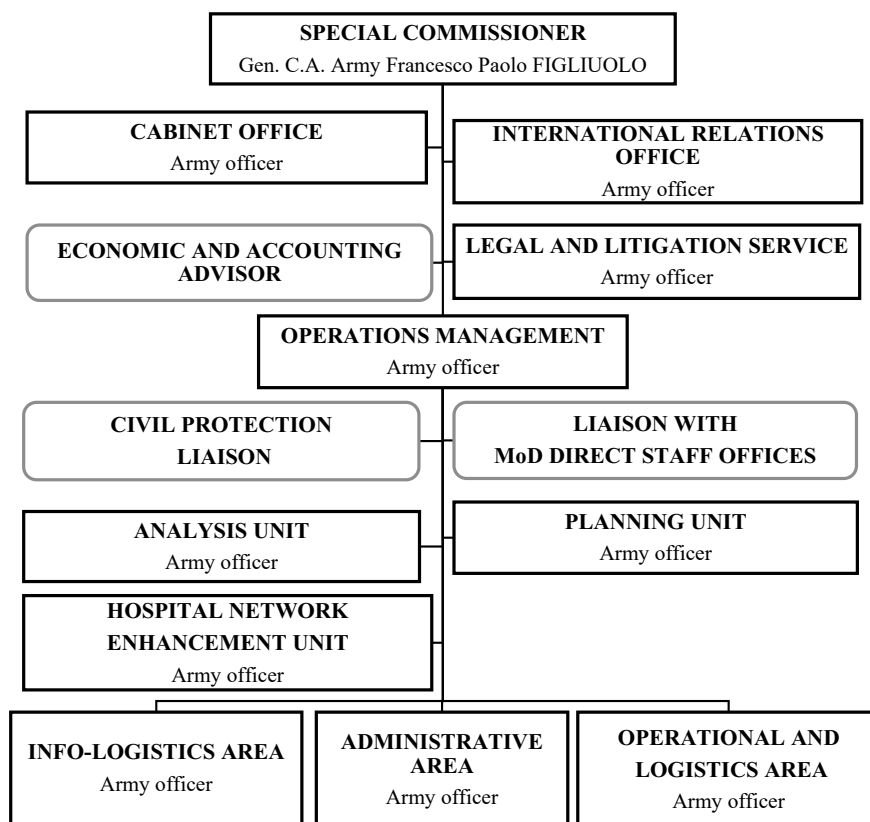 SPECIAL COMMISSIONER
Gen. C.A. Army Francesco Paolo FIGLIUOLO
CABINET OFFICE
Army officer
INTERNATIONAL RELATIONS
OFFICE
Army officer
ECONOMIC AND ACCOUNTING
ADVISOR
LEGAL AND LITIGATION SERVICE
Army officer
OPERATIONS MANAGEMENT
Army officer
CIVIL PROTECTION
LIAISON
LIAISON WITH
MoD DIRECT STAFF OFFICES
ANALYSIS UNIT
Army officer
PLANNING UNIT
Army officer
HOSPITAL NETWORK
ENHANCEMENT UNIT
Army officer
INFO-LOGISTICS AREA
Army officer
ADMINISTRATIVE
AREA
Army officer
OPERATIONAL AND
LOGISTICS AREA
Army officer